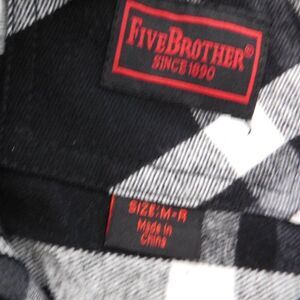 FIVEBROTHER®
SINCE 1890
SIZE:M-R
Made in
China